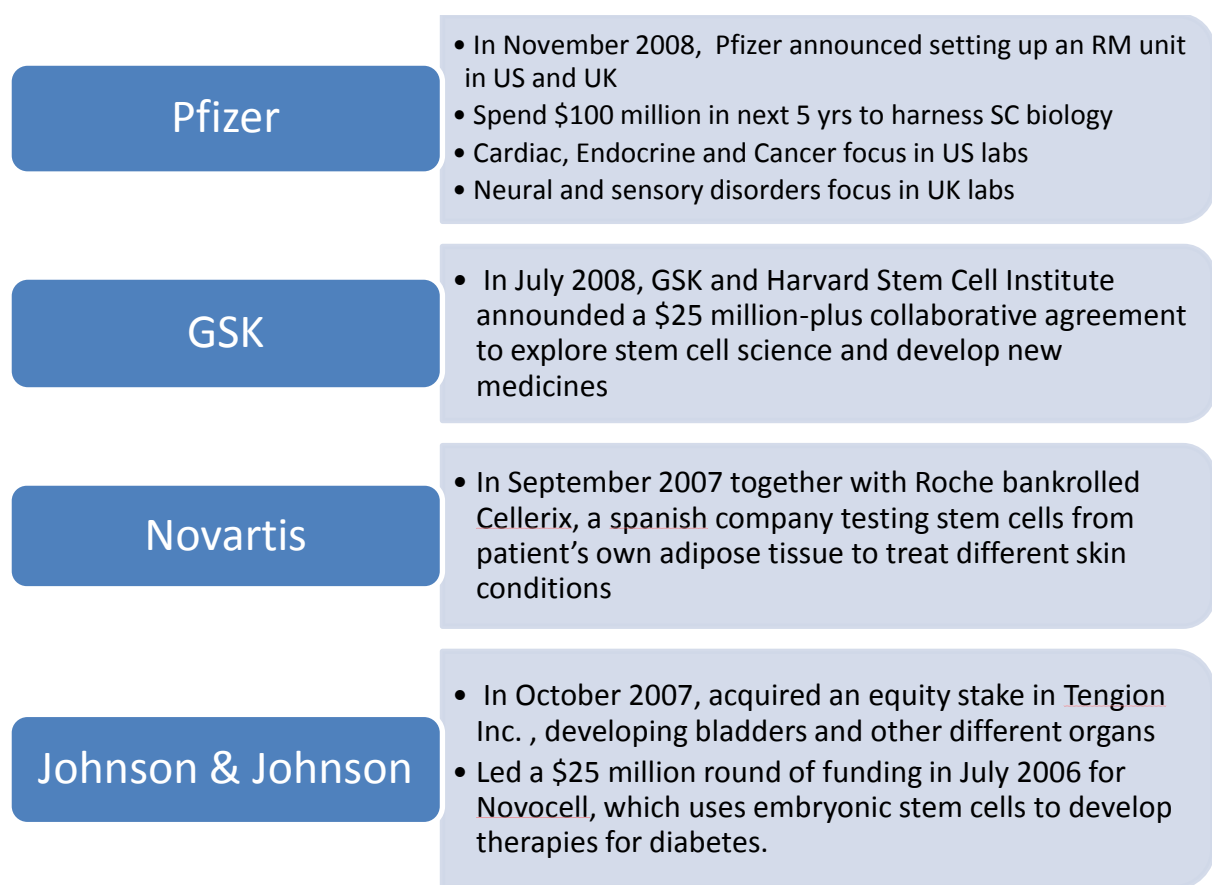 Pfizer
• In November 2008,  Pfizer announced setting up an RM unit
in US and UK
• Spend $100 million in next 5 yrs to harness SC biology
• Cardiac, Endocrine and Cancer focus in US labs
• Neural and sensory disorders focus in UK labs
GSK
• In July 2008, GSK and Harvard Stem Cell Institute
announded a $25 million-plus collaborative agreement
to explore stem cell science and develop new
medicines
Novartis
• In September 2007 together with Roche bankrolled
Cellerix, a spanish company testing stem cells from
patient's own adipose tissue to treat different skin
conditions
Johnson & Johnson
• In October 2007, acquired an equity stake in Tengion
Inc. , developing bladders and other different organs
• Led a $25 million round of funding in July 2006 for
Novocell, which uses embryonic stem cells to develop
therapies for diabetes.